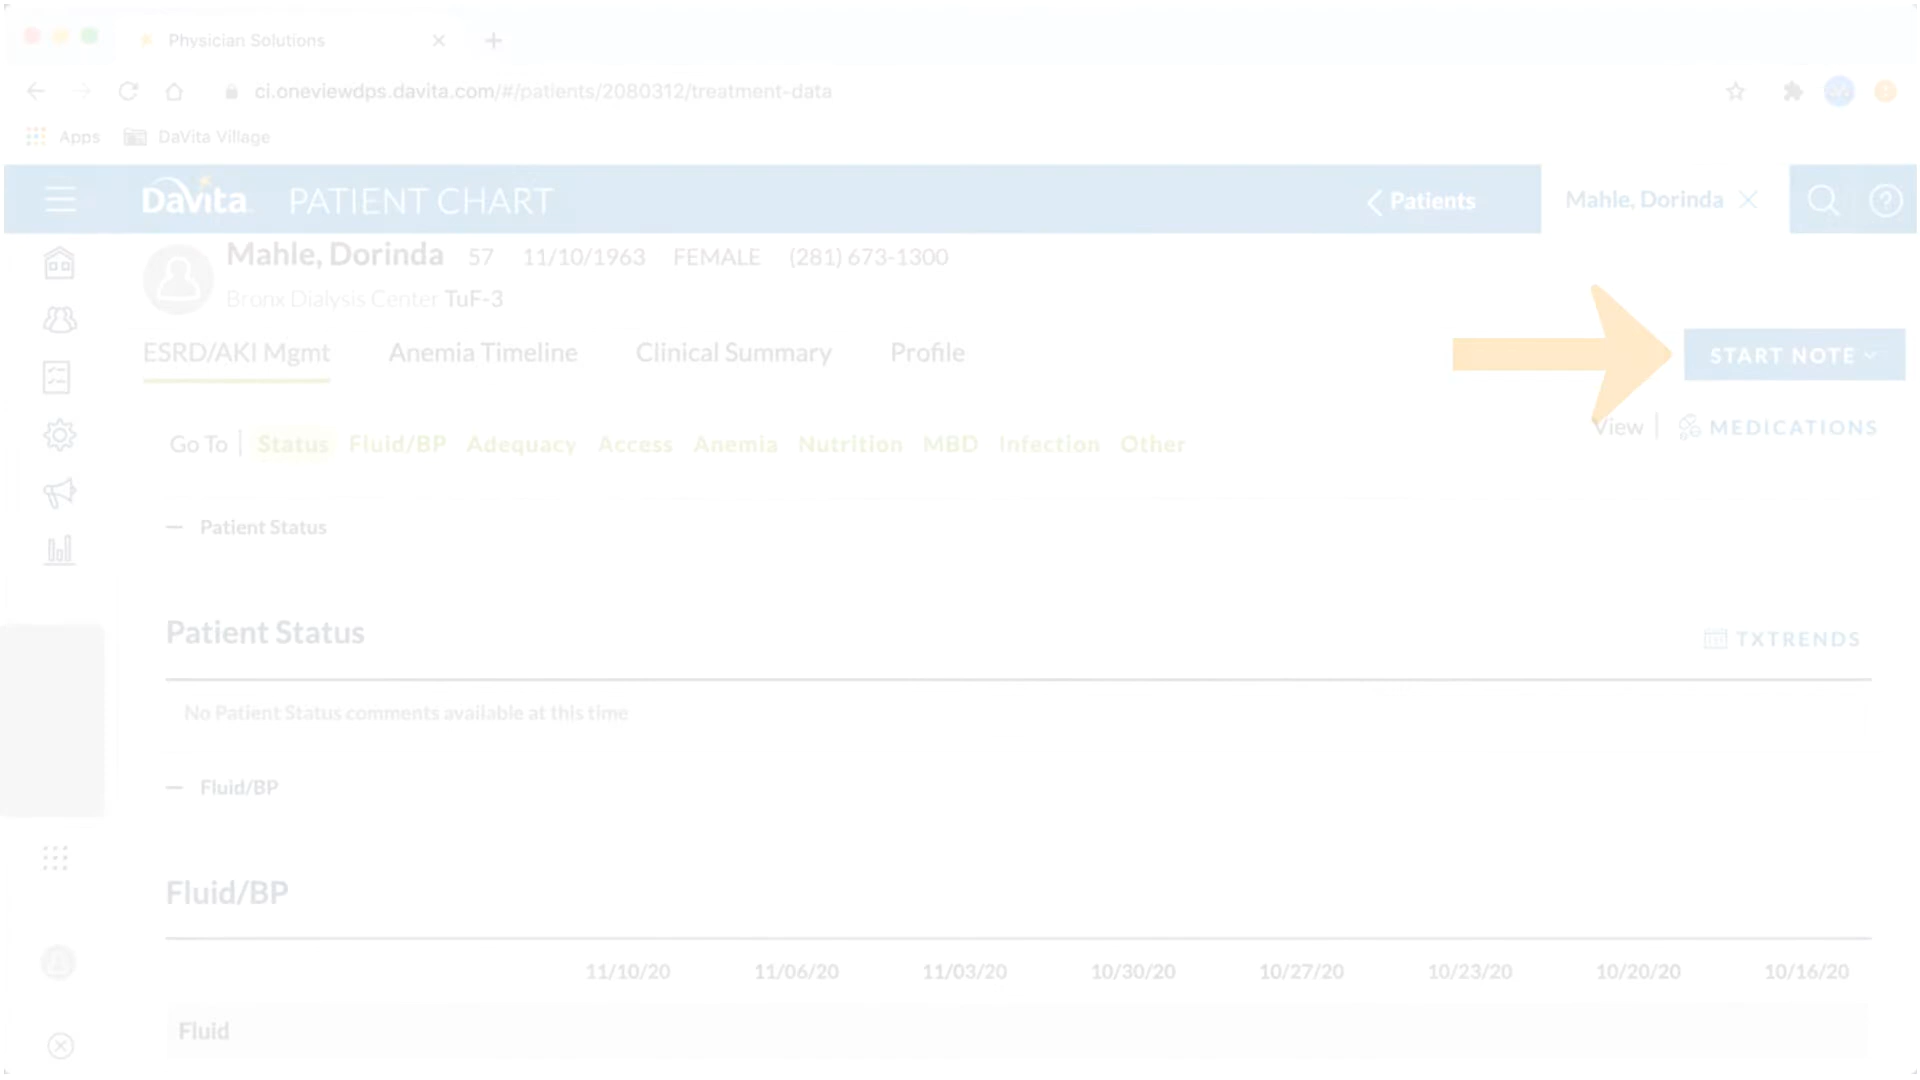 Physician Solutions
ci.oneviewdps.davita.com/#/patients/2080312/treatment-data
Apps DaVita Village
DaVita PATIENT CHART Patients Mahle, Dorinda
Mahle, Dorinda 57 11/10/1963 FEMALE (281) 673-1300
Bronx Dialysis Center TuF-3
ESRD/AKI Mgmt Anemia Timeline Clinical Summary Profile START NOTE
View | MEDICATIONS
Go To | Status Fluid/BP Adequacy Access Anemia Nutrition MBD Infection Other
Patient Status
Patient Status TXTRENDS
No Patient Status comments available at this time
Fluid/BP
Fluid/BP
11/10/20 11/06/20 11/03/20 10/30/20 10/27/20 10/23/20 10/20/20 10/16/20
Fluid